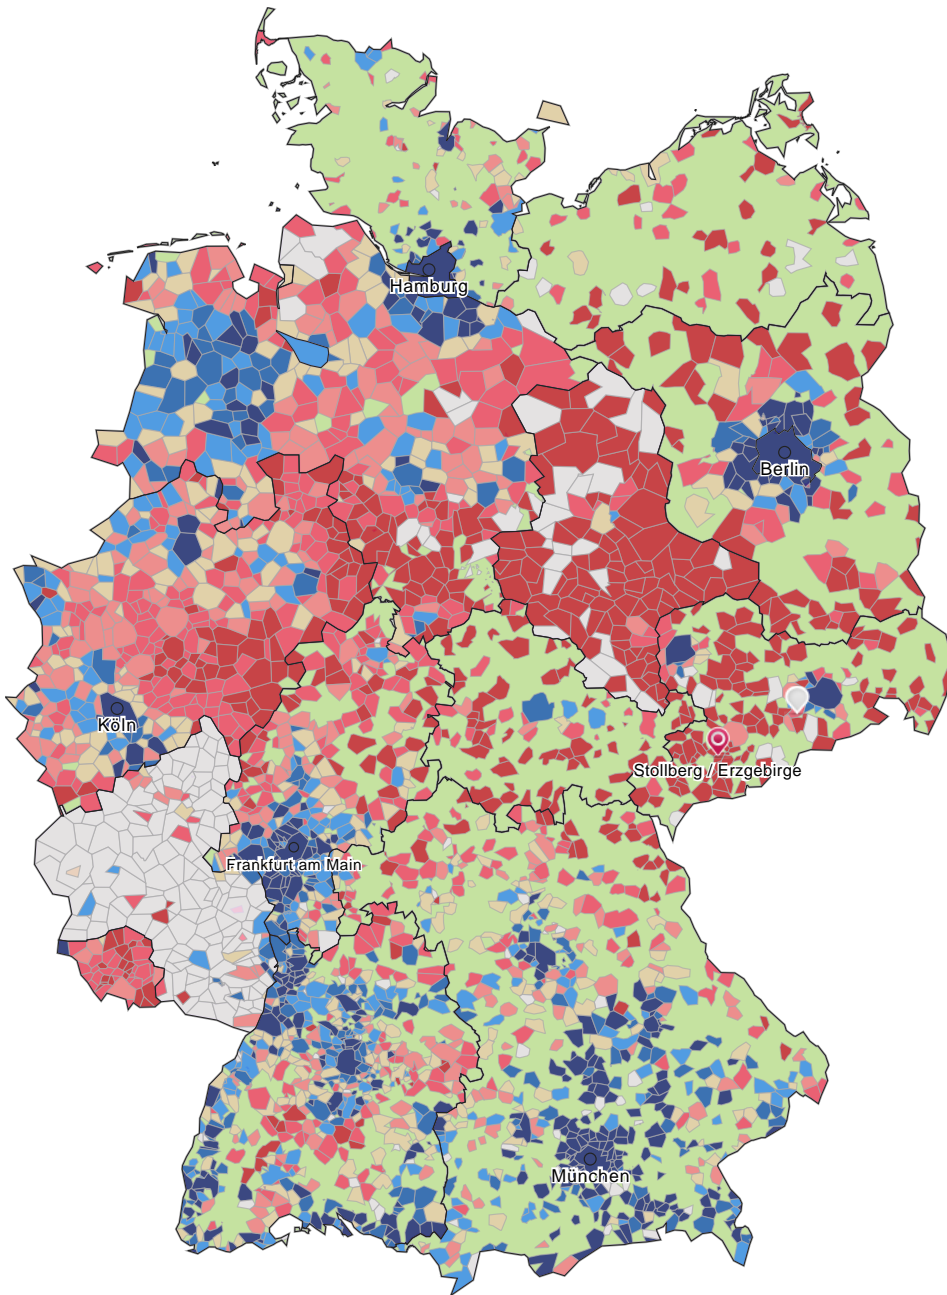 Hamburg
Berlin
Köln
Stollberg / Erzgebirge
Frankfurt am Main
München